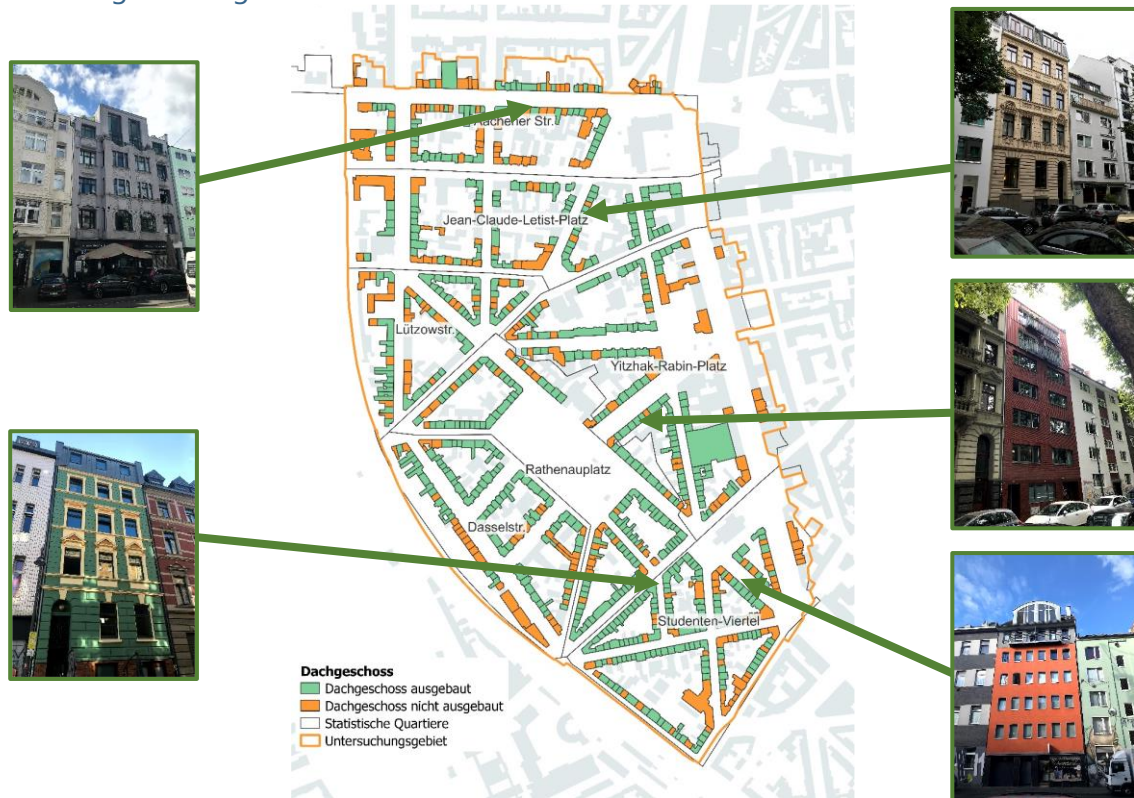 Aachener Str.
Jean-Claude-Letist-Platz
Lützowstr.
Yitzhak-Rabin-Platz
Rathenauplatz
Dasselstr.
Studenten-Viertel
Dachgeschoss
Dachgeschoss ausgebaut
Dachgeschoss nicht ausgebaut
Statistische Quartiere
Untersuchungsgebiet